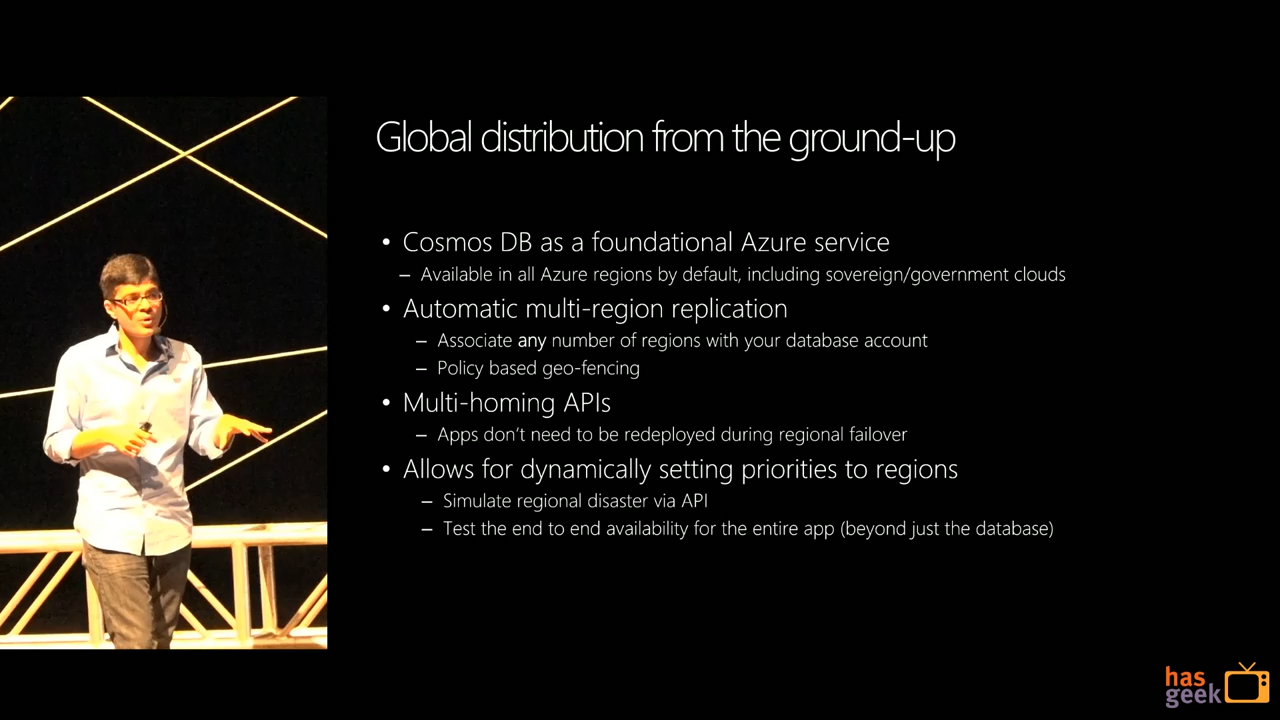 Global distribution from the ground-up
• Cosmos DB as a foundational Azure service
– Available in all Azure regions by default, including sovereign/government clouds
• Automatic multi-region replication
– Associate any number of regions with your database account
– Policy based geo-fencing
• Multi-homing APIs
– Apps don't need to be redeployed during regional failover
• Allows for dynamically setting priorities to regions
– Simulate regional disaster via API
– Test the end to end availability for the entire app (beyond just the database)
has
geek